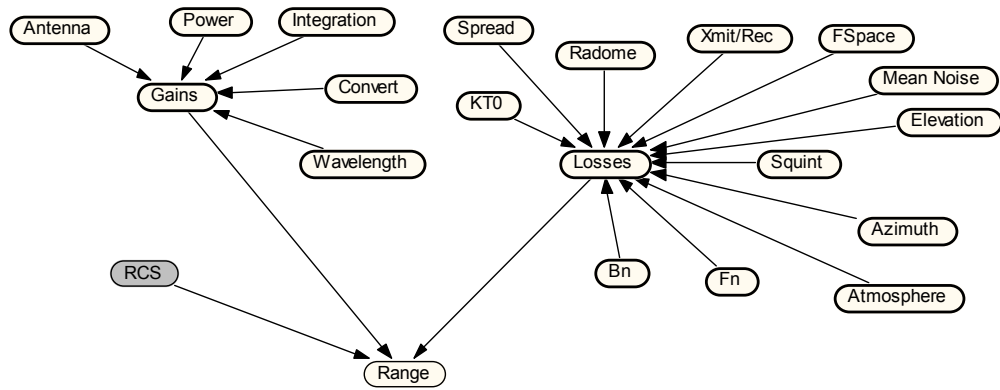 Antenna
Power
Integration
Gains
Convert
Wavelength
Spread
Radome
Xmit/Rec
FSpace
Mean Noise
KT0
Elevation
Losses
Squint
Azimuth
Bn
Fn
Atmosphere
RCS
Range